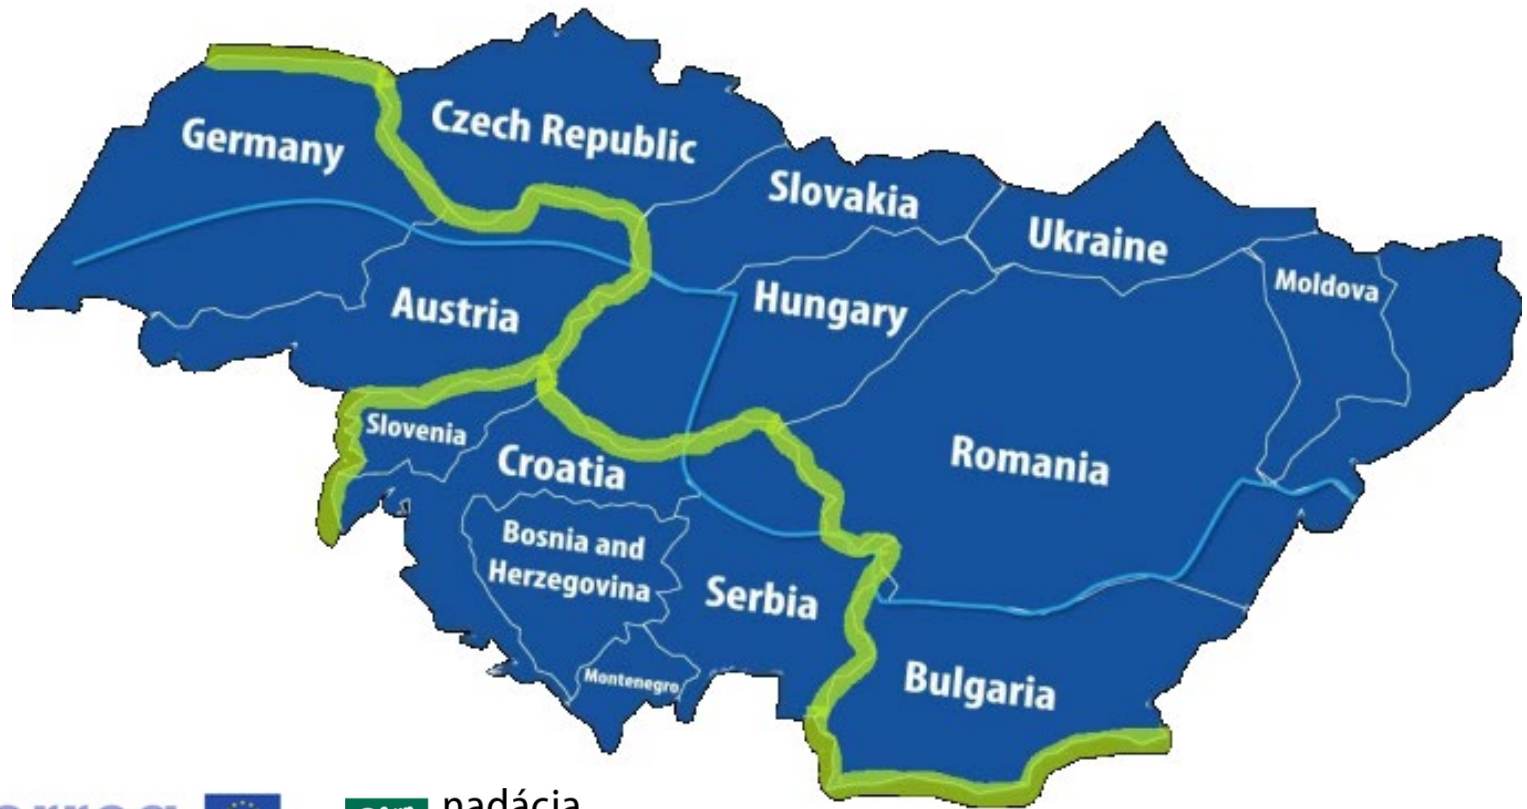 Germany
Czech Republic
Slovakia
Ukraine
Moldova
Austria
Hungary
Slovenia
Croatia
Romania
Bosnia and
Herzegovina
Serbia
Montenegro
Bulgaria
nadácia